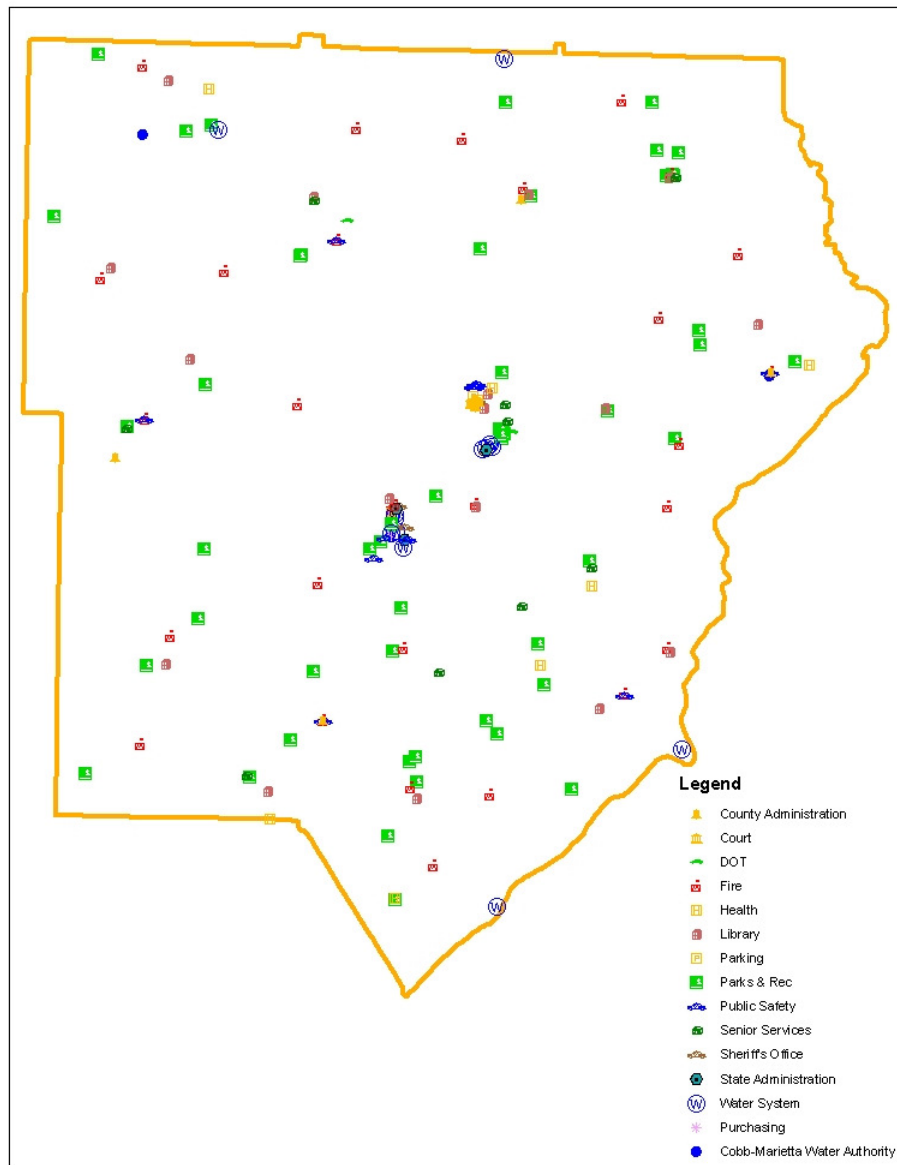 Legend
County Administration
Court
DOT
Fire
Health
Library
Parking
Parks & Rec
Public Safety
Senior Services
Sheriff's Office
State Administration
Water System
Purchasing
Cobb-Marietta Water Authority